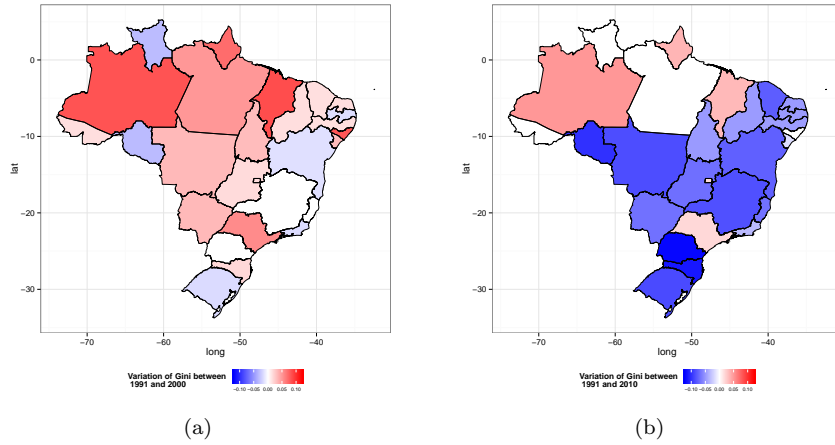 0
−10
−20
−30
lat
−70
−60
−50
−40
long
Variation of Gini between
1991 and 2000
−0.10 −0.05 0.00 0.05 0.10
(a)
0
−10
−20
−30
lat
−70
−60
−50
−40
long
Variation of Gini between
1991 and 2010
−0.10 −0.05 0.00 0.05 0.10
(b)